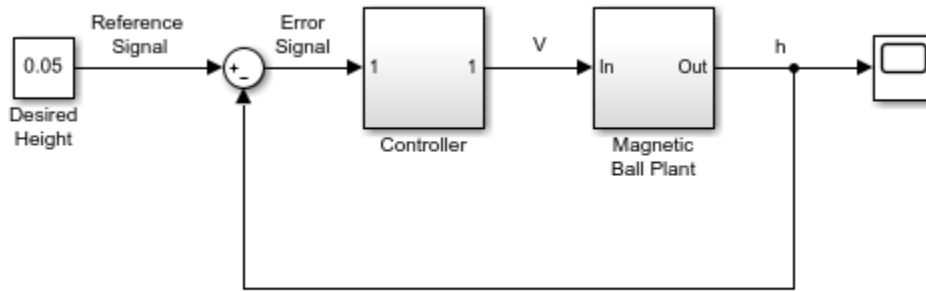 Reference
Signal
Error
Signal
V
h
0.05
+
−
1
1
In
Out
Desired
Height
Controller
Magnetic
Ball Plant